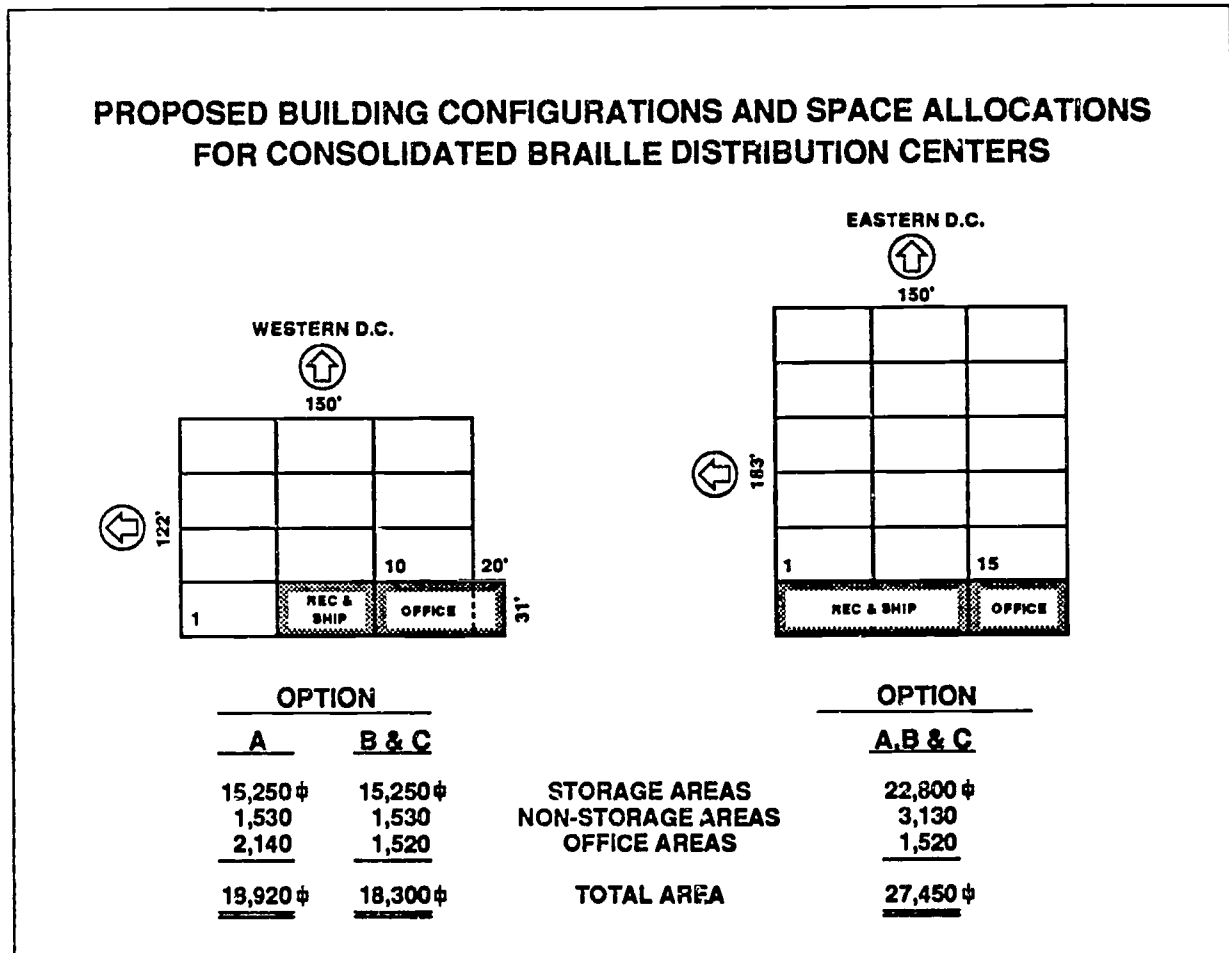 PROPOSED BUILDING CONFIGURATIONS AND SPACE ALLOCATIONS
FOR CONSOLIDATED BRAILLE DISTRIBUTION CENTERS
WESTERN D.C.
150'
122'
10
20'
1
REC &
SHIP
OFFICE
31'
EASTERN D.C.
150'
183'
1
15
REC & SHIP
OFFICE
OPTION
OPTION
A B & C
A,B & C
15,250 ф 15,250 ф STORAGE AREAS 22,800 ф
1,530 1,530 NON-STORAGE AREAS 3,130
2,140 1,520 OFFICE AREAS 1,520
18,920 ф 18,300 ф TOTAL AREA 27,450 ф